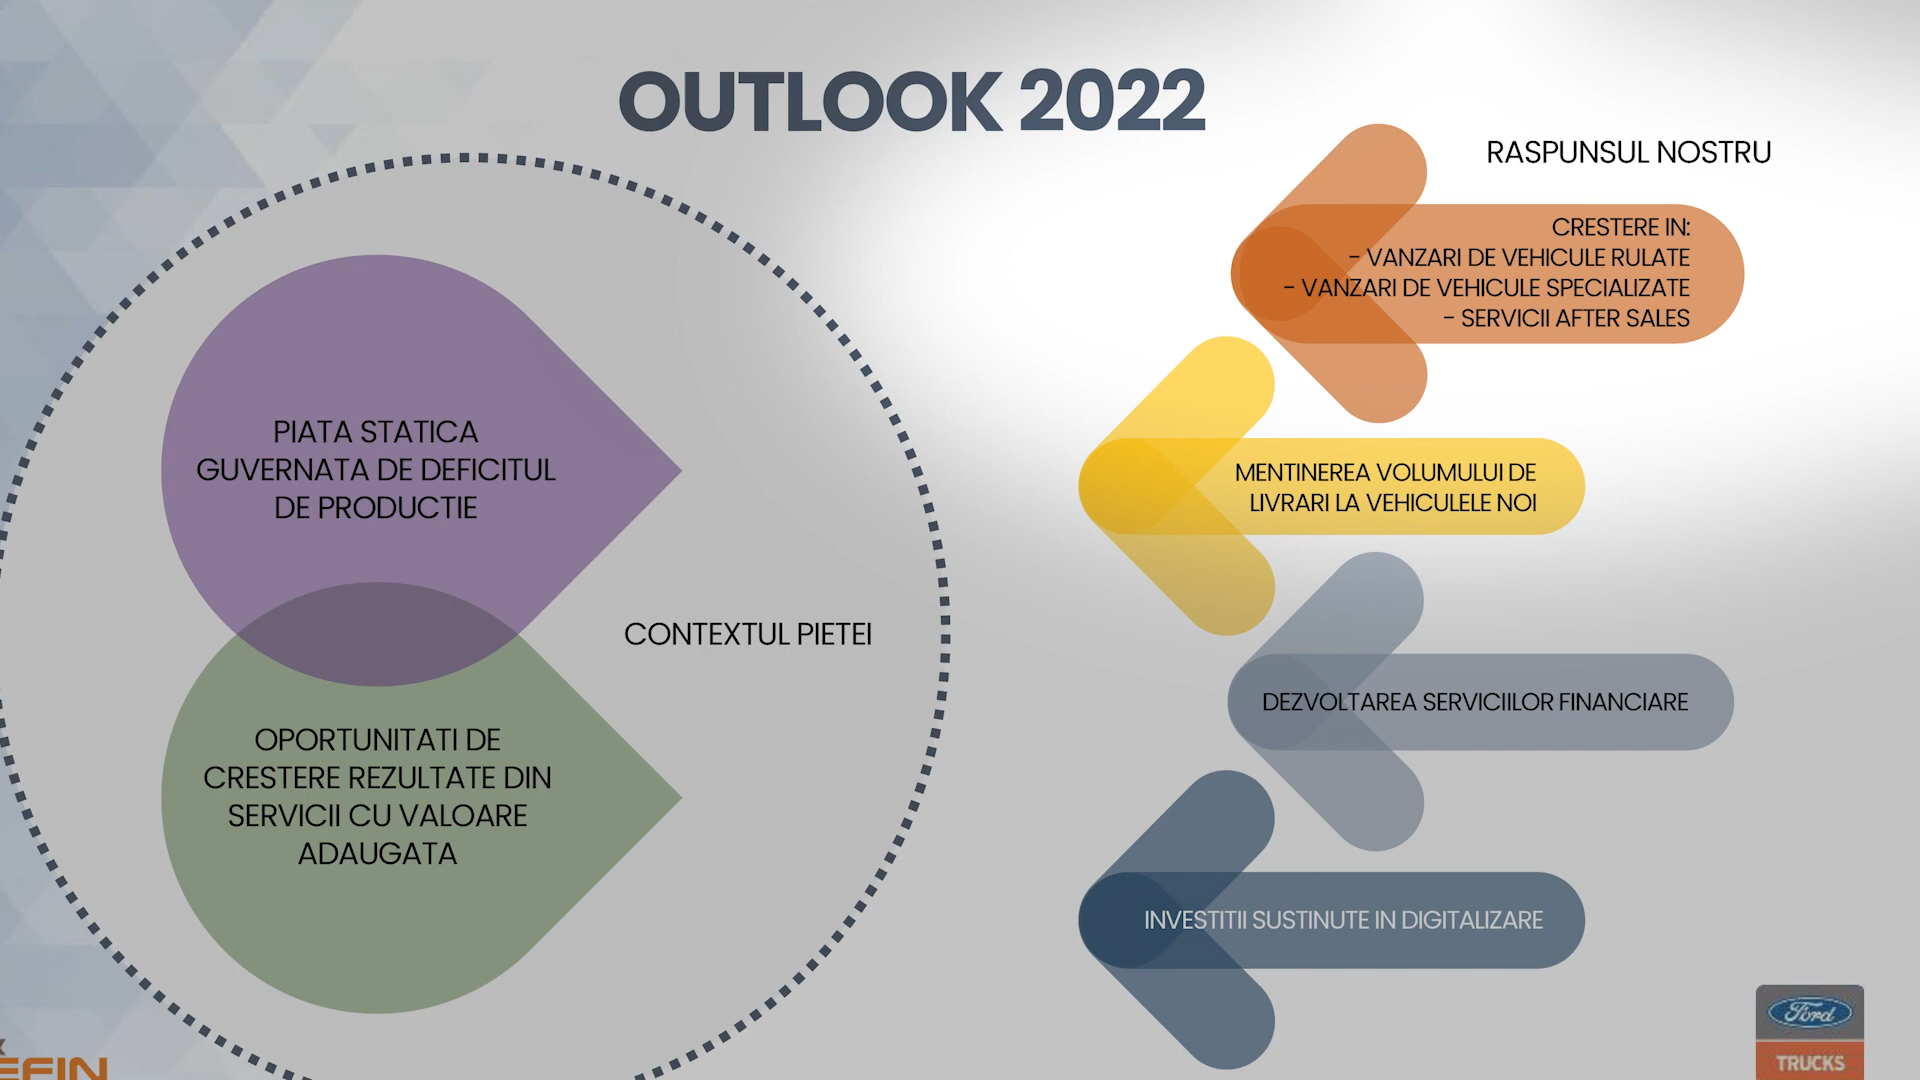 OUTLOOK 2022
PIATA STATICA
GUVERNATA DE DEFICITUL
DE PRODUCTIE
OPORTUNITATI DE
CRESTERE REZULTATE DIN
SERVICII CU VALOARE
ADAUGATA
CONTEXTUL PIETEI
RASPUNSUL NOSTRU
CRESTERE IN:
- VANZARI DE VEHICULE RULATE
- VANZARI DE VEHICULE SPECIALIZATE
- SERVICII AFTER SALES
MENTINEREA VOLUMULUI DE
LIVRARI LA VEHICULELE NOI
DEZVOLTAREA SERVICIILOR FINANCIARE
INVESTITII SUSTINUTE IN DIGITALIZARE
Ford
TRUCKS